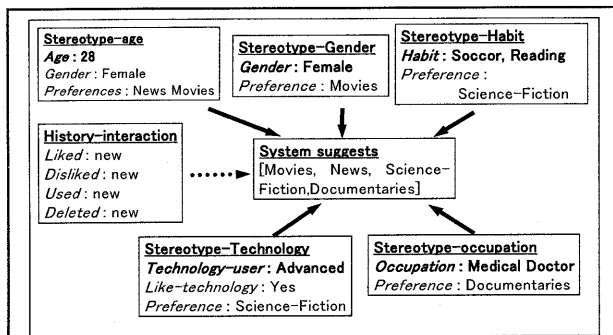 Stereotype-age
Age : 28
Gender : Female
Preferences : News Movies
Stereotype-Gender
Gender : Female
Preference : Movies
Stereotype-Habit
Habit : Soccor, Reading
Preference :
Science-Fiction
History-interaction
Liked : new
Disliked : new
Used : new
Deleted : new
System suggests
[Movies, News, Science-
Fiction,Documentaries]
Stereotype-Technology
Technology-user : Advanced
Like-technology : Yes
Preference : Science-Fiction
Stereotype-occupation
Occupation : Medical Doctor
Preference : Documentaries